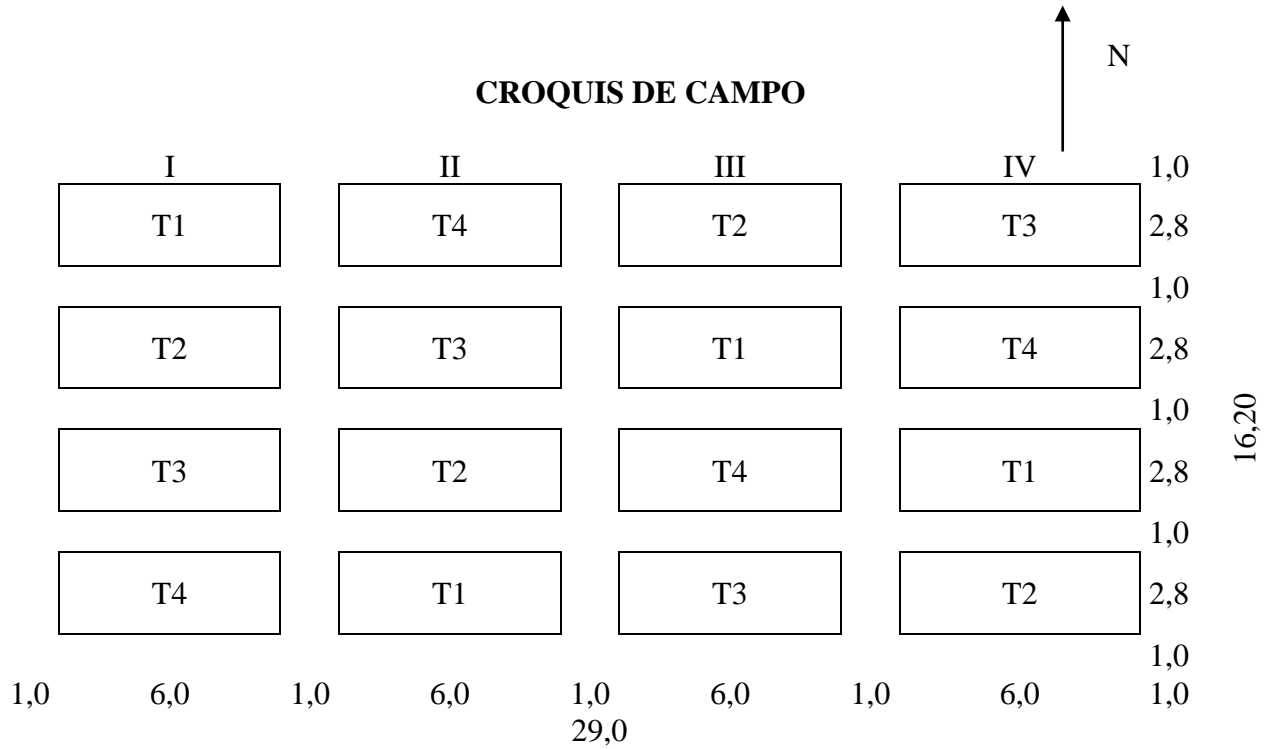 N
CROQUIS DE CAMPO
I II III IV 1,0
T1 T4 T2 T3 2,8
1,0
T2 T3 T1 T4 2,8
1,0
16,20
T3 T2 T4 T1 2,8
1,0
T4 T1 T3 T2 2,8
1,0
1,0 6,0 1,0 6,0 1,0 6,0 1,0 6,0 1,0
29,0